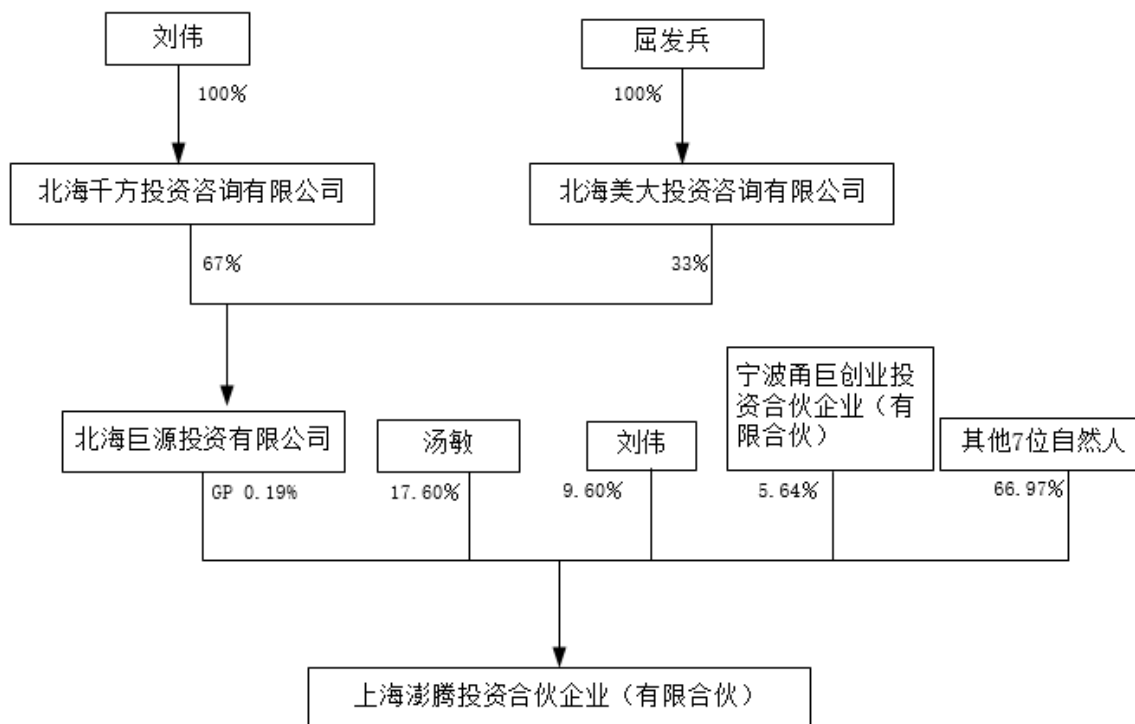 刘伟
屈发兵
100%
100%
北海千方投资咨询有限公司
北海美大投资咨询有限公司
67%
33%
北海巨源投资有限公司
汤敏
刘伟
宁波甬巨创业投
资合伙企业（有
限合伙）
其他7位自然人
GP 0.19%
17.60%
9.60%
5.64%
66.97%
上海澎腾投资合伙企业（有限合伙）